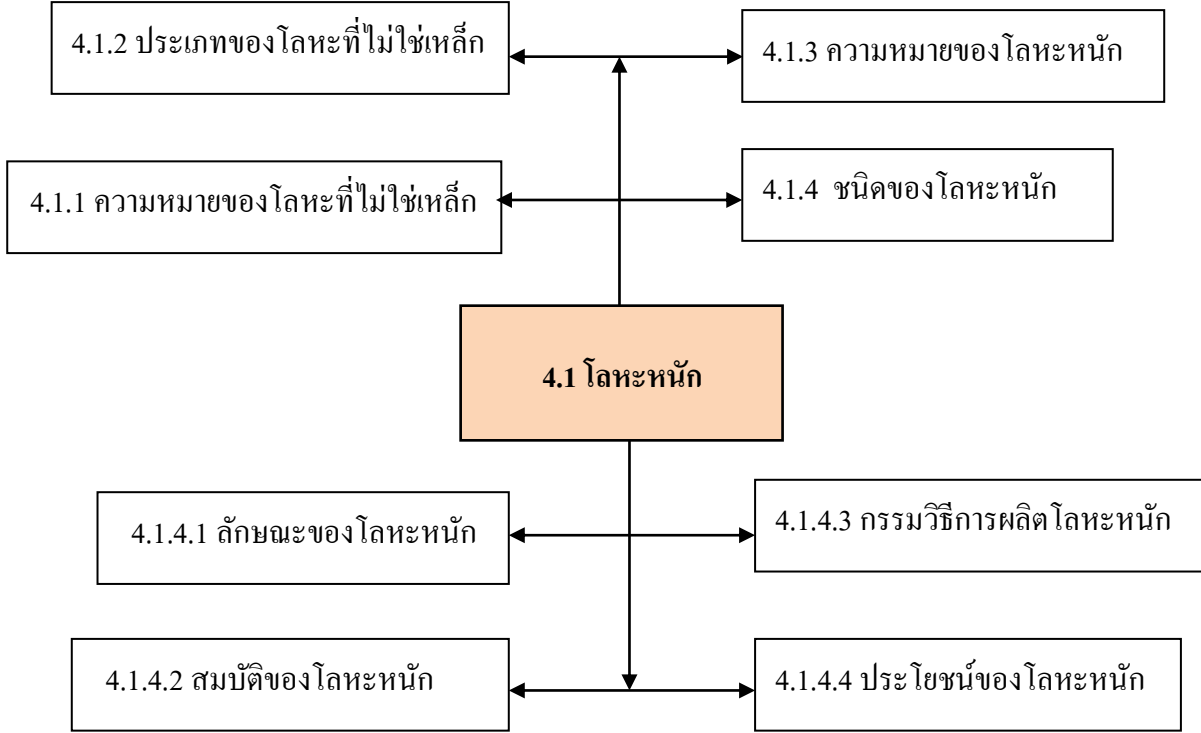 4.1.2 ประเภทของโลหะที่ไม่ใช่เหล็ก
4.1.3 ความหมายของโลหะหนัก
4.1.1 ความหมายของโลหะที่ไม่ใช่เหล็ก
4.1.4 ชนิดของโลหะหนัก
4.1 โลหะหนัก
4.1.4.1 ลักษณะของโลหะหนัก
4.1.4.3 กรรมวิธีการผลิตโลหะหนัก
4.1.4.2 สมบัติของโลหะหนัก
4.1.4.4 ประโยชน์ของโลหะหนัก